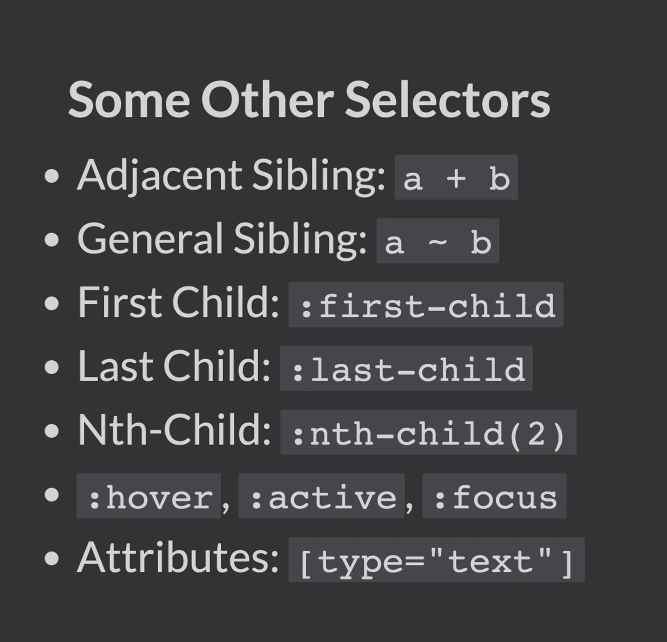 Some Other Selectors
• Adjacent Sibling: a + b
• General Sibling: a ~ b
• First Child: :first-child
• Last Child: :last-child
• Nth-Child: :nth-child(2)
• :hover, :active, :focus
• Attributes: [type="text"]